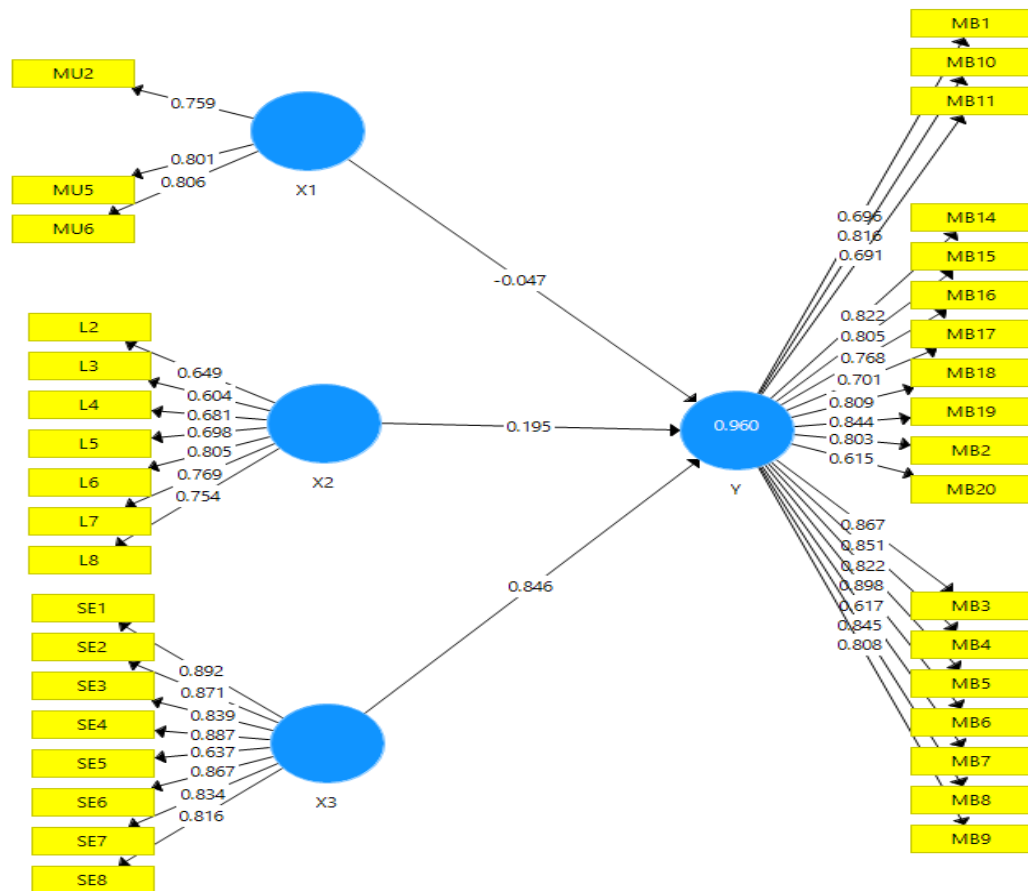 MU2
MU5
MU6
0.759
0.801
0.806
X1
-0.047
L2
L3
L4
L5
L6
L7
L8
0.649
0.604
0.681
0.698
0.805
0.769
0.754
X2
0.195
SE1
SE2
SE3
SE4
SE5
SE6
SE7
SE8
0.892
0.871
0.839
0.887
0.637
0.867
0.834
0.816
X3
0.846
0.960
Y
0.696
0.816
0.691
0.822
0.805
0.768
0.701
0.809
0.844
0.803
0.615
0.867
0.851
0.822
0.898
0.617
0.845
0.808
MB1
MB10
MB11
MB14
MB15
MB16
MB17
MB18
MB19
MB2
MB20
MB3
MB4
MB5
MB6
MB7
MB8
MB9